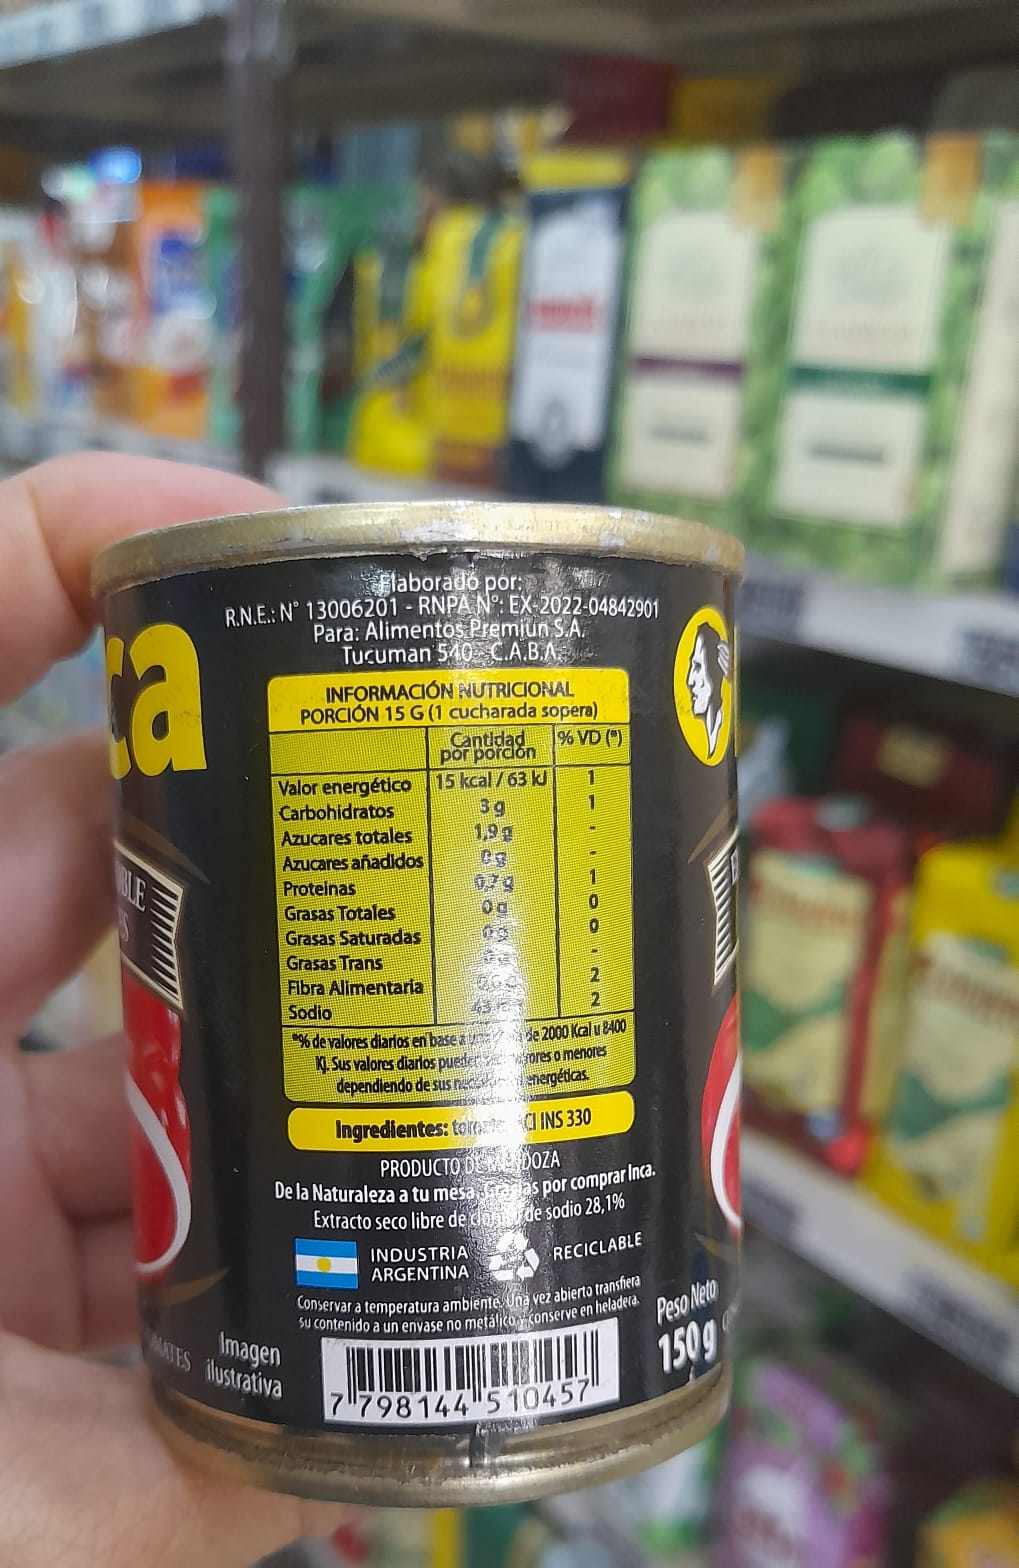 Elaborado por:
R.N.E.: N° 13006201 - RNPA N°: EX-2022-04842901
Para: Alimentos Premiun S.A.
Tucuman 540 - C.A.B.A.
ca
INFORMACIÓN NUTRICIONAL
PORCIÓN 15 G (1 cucharada sopera)
Cantidad por porción % VD (*)
Valor energético 15 kcal / 63 kJ 1
Carbohidratos 3 g 1
Azucares totales 1,9 g -
Azucares añadidos 0 g -
Proteinas 0,7 g 1
Grasas Totales 0 g 0
Grasas Saturadas 0 g 0
Grasas Trans -
Fibra Alimentaria 2
Sodio 2
*% de valores diarios en base a de 2000 Kcal u 8400
KJ. Sus valores diarios pueden o menores
dependiendo de sus energéticas.
Ingredientes: INS 330
PRODUCTO
De la Naturaleza a tu mesa por comprar Inca.
Extracto seco libre de de sodio 28,1%
INDUSTRIA
ARGENTINA
RECICLABLE
Conservar a temperatura ambiente, vez abierto transfiera
su contenido a un envase no metálico y conserve en heladera.
Imagen
ilustrativa
Peso Neto
150 g
7 798144 510457